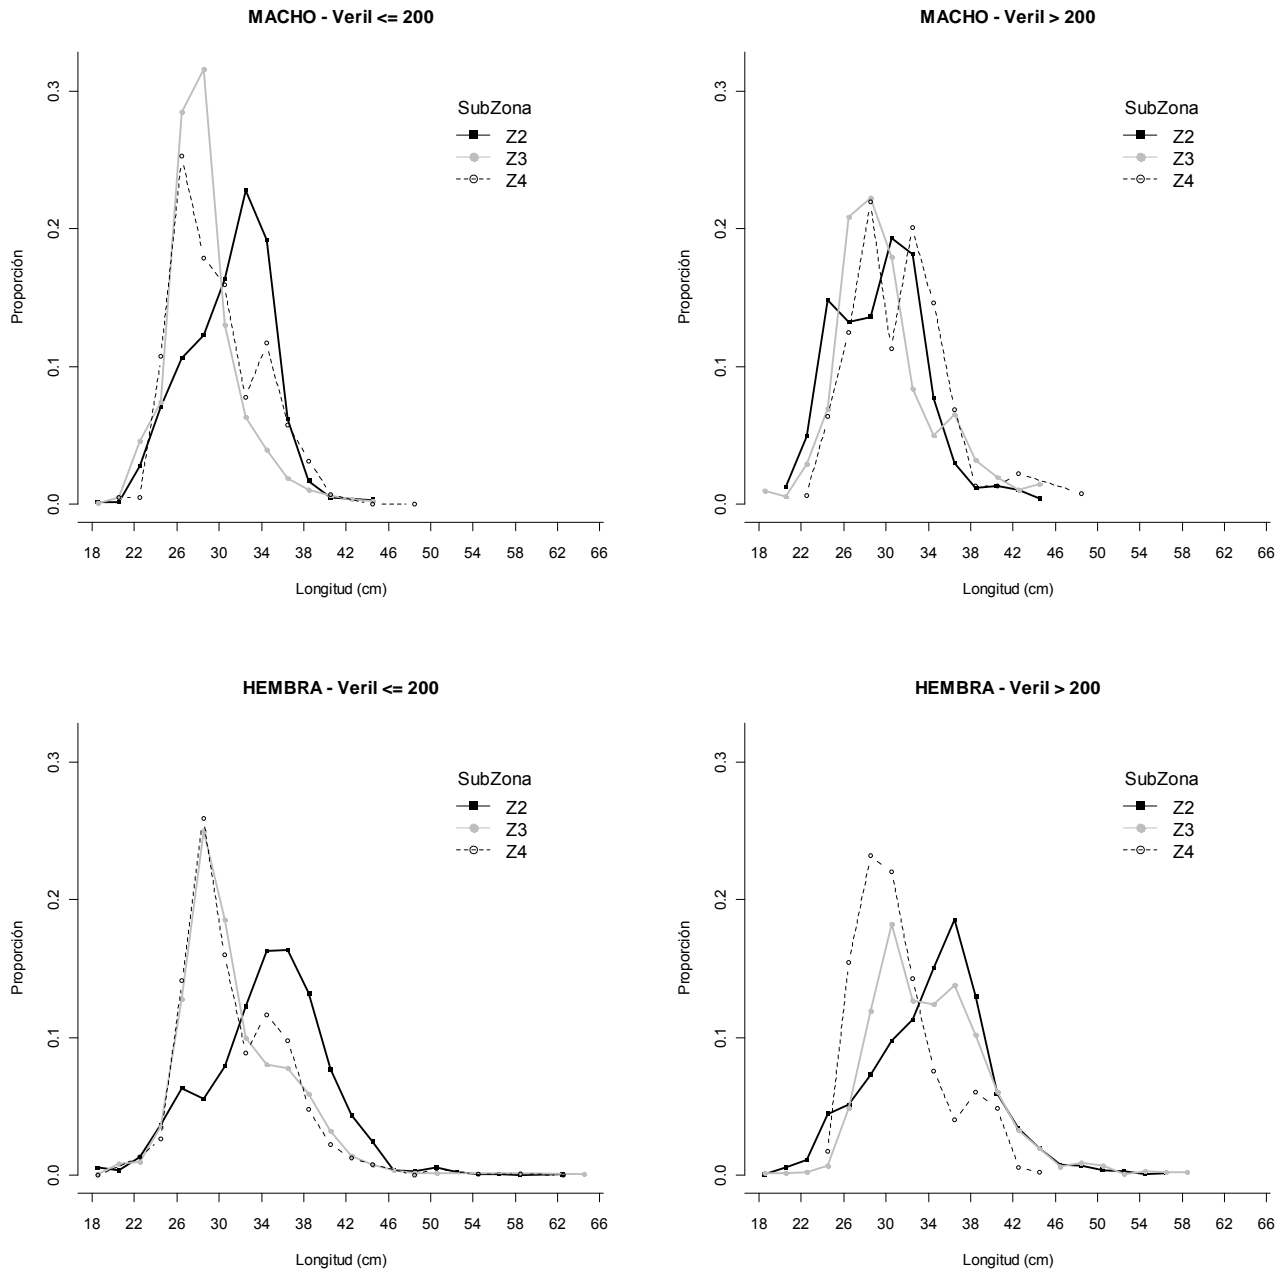 MACHO - Veril <= 200
0.3
0.2
0.1
0.0
Proporción
SubZona
Z2
Z3
Z4
18 22 26 30 34 38 42 46 50 54 58 62 66
Longitud (cm)
MACHO - Veril > 200
0.3
0.2
0.1
0.0
Proporción
SubZona
Z2
Z3
Z4
18 22 26 30 34 38 42 46 50 54 58 62 66
Longitud (cm)
HEMBRA - Veril <= 200
0.3
0.2
0.1
0.0
Proporción
SubZona
Z2
Z3
Z4
18 22 26 30 34 38 42 46 50 54 58 62 66
Longitud (cm)
HEMBRA - Veril > 200
0.3
0.2
0.1
0.0
Proporción
SubZona
Z2
Z3
Z4
18 22 26 30 34 38 42 46 50 54 58 62 66
Longitud (cm)